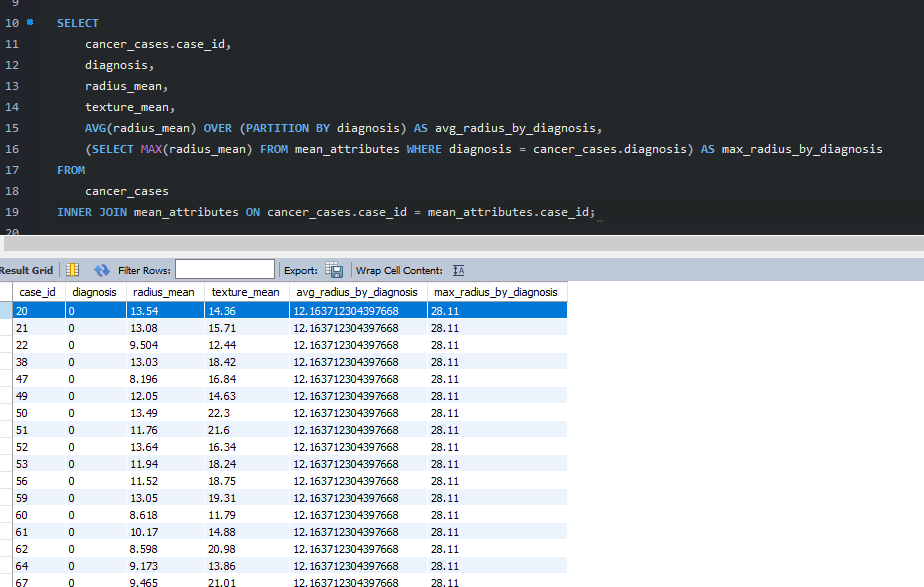 9
10 SELECT
11 cancer_cases.case_id,
12 diagnosis,
13 radius_mean,
14 texture_mean,
15 AVG(radius_mean) OVER (PARTITION BY diagnosis) AS avg_radius_by_diagnosis,
16 (SELECT MAX(radius_mean) FROM mean_attributes WHERE diagnosis = cancer_cases.diagnosis) AS max_radius_by_diagnosis
17 FROM
18 cancer_cases
19 INNER JOIN mean_attributes ON cancer_cases.case_id = mean_attributes.case_id;
20
Result Grid Filter Rows: Export: Wrap Cell Content: IA
case_id diagnosis radius_mean texture_mean avg_radius_by_diagnosis max_radius_by_diagnosis
20 0 13.54 14.36 12.163712304397668 28.11
21 0 13.08 15.71 12.163712304397668 28.11
22 0 9.504 12.44 12.163712304397668 28.11
38 0 13.03 18.42 12.163712304397668 28.11
47 0 8.196 16.84 12.163712304397668 28.11
49 0 12.05 14.63 12.163712304397668 28.11
50 0 13.49 22.3 12.163712304397668 28.11
51 0 11.76 21.6 12.163712304397668 28.11
52 0 13.64 16.34 12.163712304397668 28.11
53 0 11.94 18.24 12.163712304397668 28.11
56 0 11.52 18.75 12.163712304397668 28.11
59 0 13.05 19.31 12.163712304397668 28.11
60 0 8.618 11.79 12.163712304397668 28.11
61 0 10.17 14.88 12.163712304397668 28.11
62 0 8.598 20.98 12.163712304397668 28.11
64 0 9.173 13.86 12.163712304397668 28.11
67 0 9.465 21.01 12.163712304397668 28.11